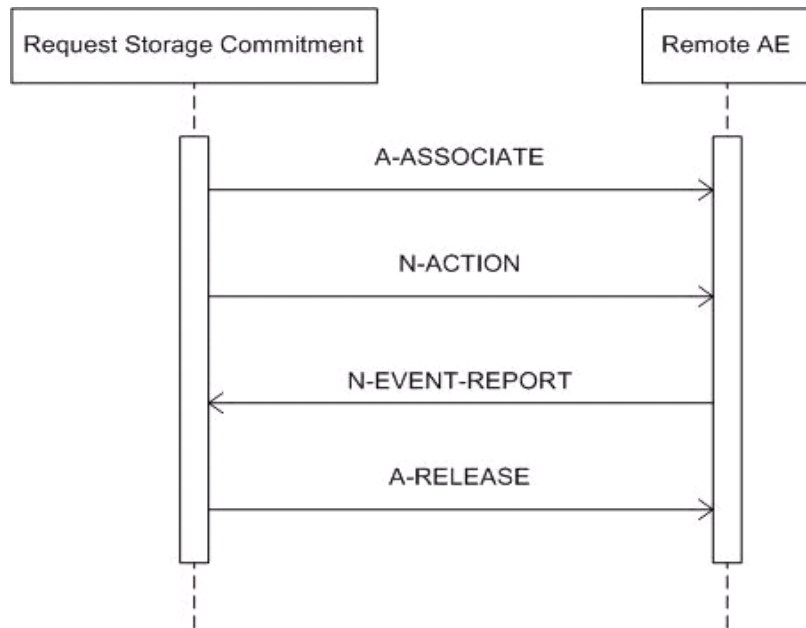 Request Storage Commitment
Remote AE
A-ASSOCIATE
N-ACTION
N-EVENT-REPORT
A-RELEASE